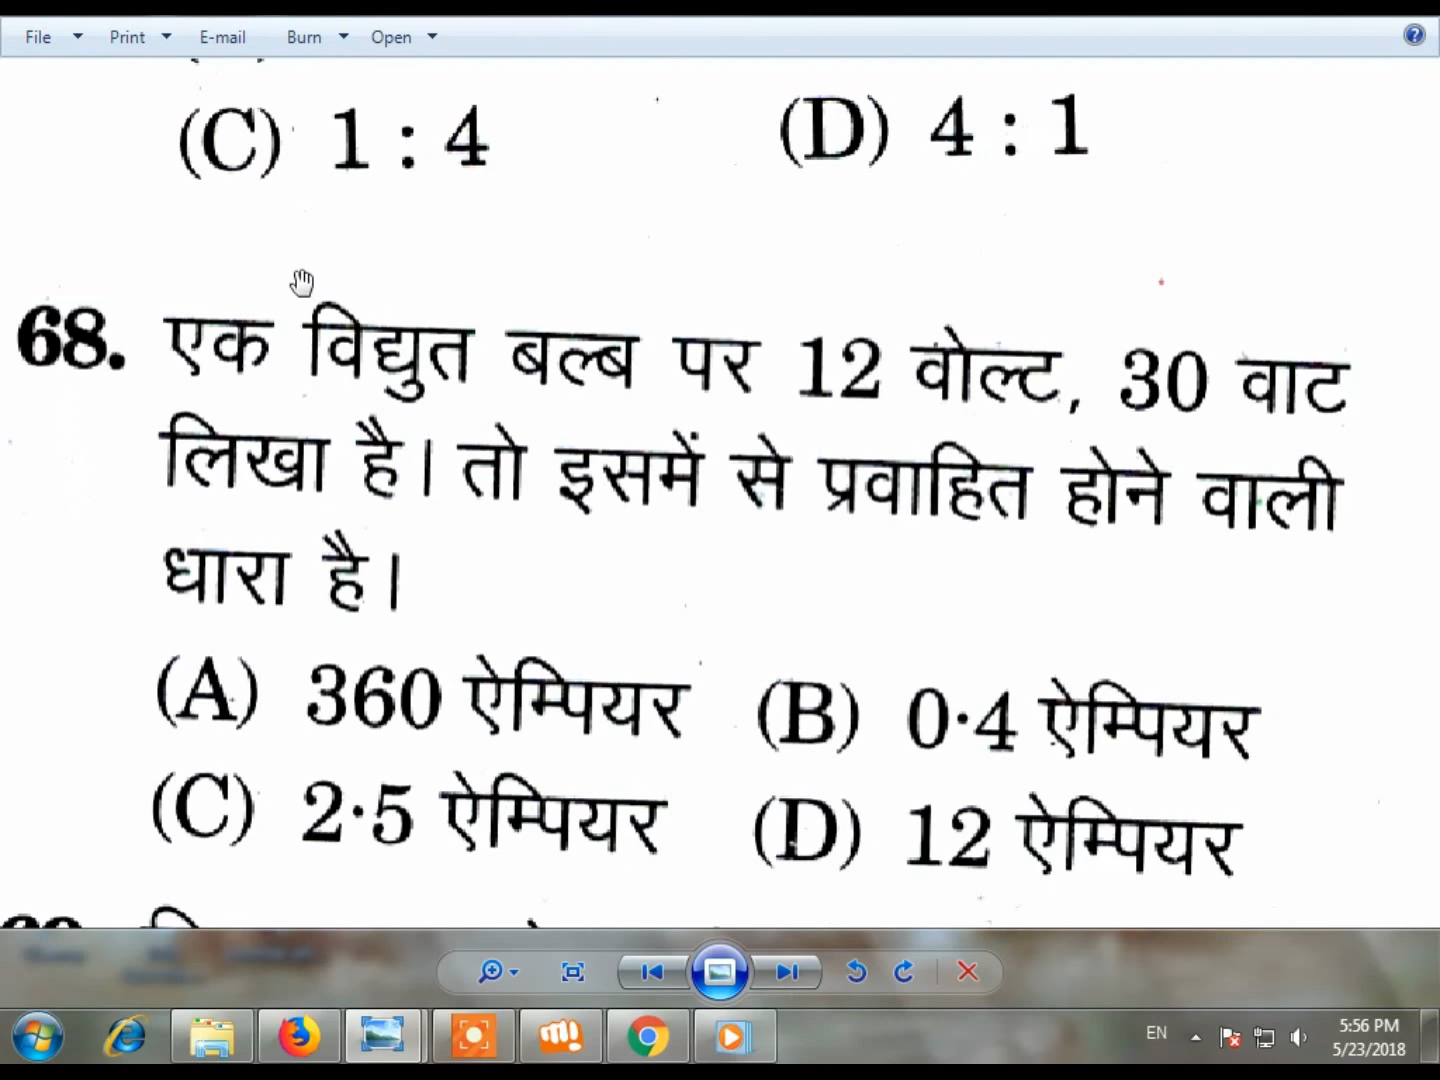 File Print E-mail Burn Open
(C) 1 : 4 (D) 4 : 1
68. एक विद्युत बल्ब पर 12 वोल्ट, 30 वाट
लिखा है। तो इसमें से प्रवाहित होने वाली
धारा है।
(A) 360 ऐम्पियर (B) 0·4 ऐम्पियर
(C) 2·5 ऐम्पियर (D) 12 ऐम्पियर
EN
5:56 PM
5/23/2018